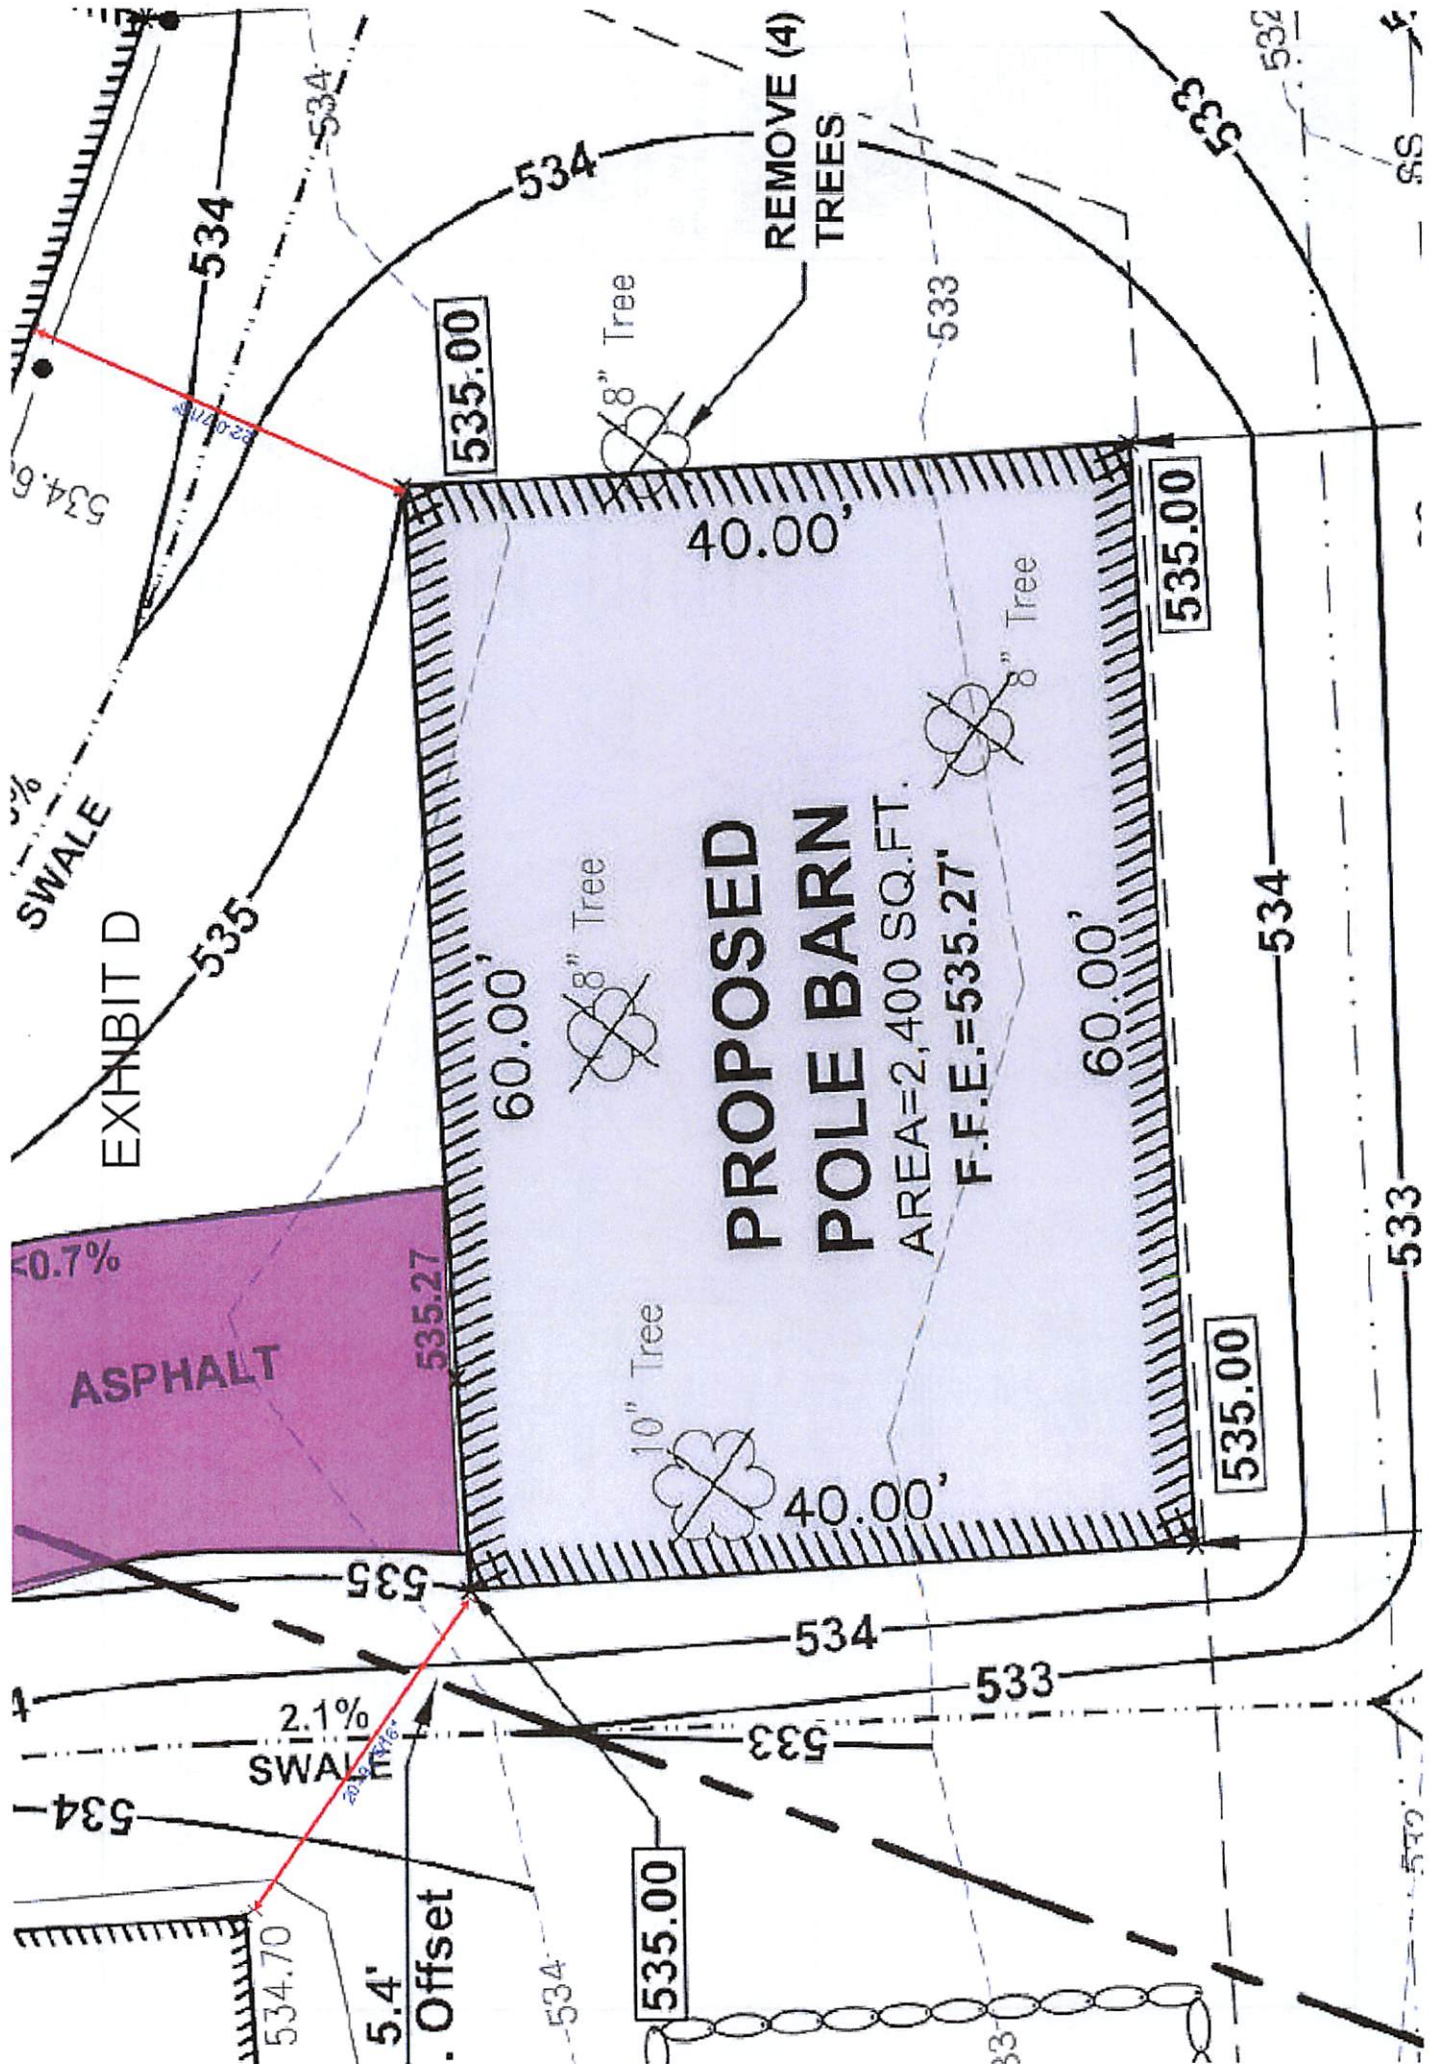 534
534
534
534
REMOVE (4)
TREES
533
532
SS
535.00
8" Tree
533
534.6
40.00'
535.00
8" Tree
SWALE
EXHIBIT D
535
60.00'
8" Tree
PROPOSED
POLE BARN
AREA=2,400 SQ.FT.
F.F.E.=535.27'
60.00'
534
533
<0.7%
ASPHALT
535.27
10" Tree
40.00'
535.00
535
534
533
2.1%
SWALE
533
534
534.70
5.4'
. Offset
534
535.00